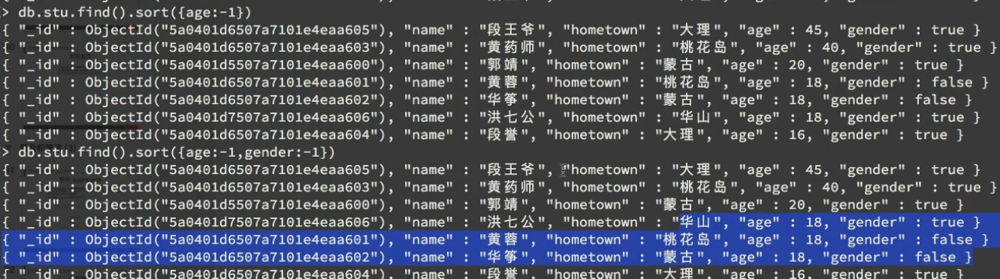 > db.stu.find().sort({age:-1})
{ "_id" : ObjectId("5a0401d6507a7101e4eaa605"), "name" : "段王爷", "hometown" : "大理", "age" : 45, "gender" : true }
{ "_id" : ObjectId("5a0401d6507a7101e4eaa603"), "name" : "黄药师", "hometown" : "桃花岛", "age" : 40, "gender" : true }
{ "_id" : ObjectId("5a0401d5507a7101e4eaa600"), "name" : "郭靖", "hometown" : "蒙古", "age" : 20, "gender" : true }
{ "_id" : ObjectId("5a0401d6507a7101e4eaa601"), "name" : "黄蓉", "hometown" : "桃花岛", "age" : 18, "gender" : false }
{ "_id" : ObjectId("5a0401d6507a7101e4eaa602"), "name" : "华筝", "hometown" : "蒙古", "age" : 18, "gender" : false }
{ "_id" : ObjectId("5a0401d7507a7101e4eaa606"), "name" : "洪七公", "hometown" : "华山", "age" : 18, "gender" : true }
{ "_id" : ObjectId("5a0401d6507a7101e4eaa604"), "name" : "段誉", "hometown" : "大理", "age" : 16, "gender" : true }
> db.stu.find().sort({age:-1,gender:-1})
{ "_id" : ObjectId("5a0401d6507a7101e4eaa605"), "name" : "段王爷", "hometown" : "大理", "age" : 45, "gender" : true }
{ "_id" : ObjectId("5a0401d6507a7101e4eaa603"), "name" : "黄药师", "hometown" : "桃花岛", "age" : 40, "gender" : true }
{ "_id" : ObjectId("5a0401d5507a7101e4eaa600"), "name" : "郭靖", "hometown" : "蒙古", "age" : 20, "gender" : true }
{ "_id" : ObjectId("5a0401d7507a7101e4eaa606"), "name" : "洪七公", "hometown" : "华山", "age" : 18, "gender" : true }
{ "_id" : ObjectId("5a0401d6507a7101e4eaa601"), "name" : "黄蓉", "hometown" : "桃花岛", "age" : 18, "gender" : false }
{ "_id" : ObjectId("5a0401d6507a7101e4eaa602"), "name" : "华筝", "hometown" : "蒙古", "age" : 18, "gender" : false }
{ "_id" : ObjectId("5a0401d6507a7101e4eaa604"), "name" : "段誉", "hometown" : "大理", "age" : 16, "gender" : true }